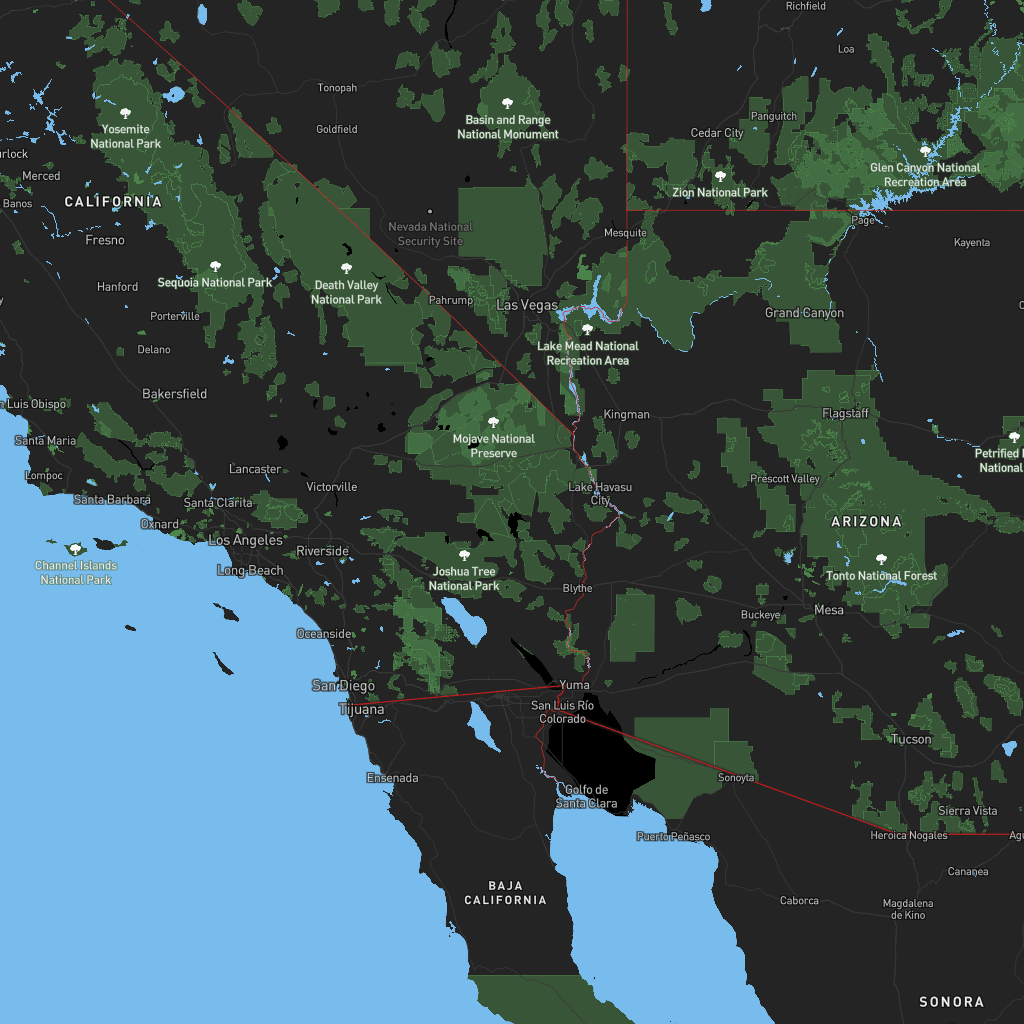 Richfield
Loa
Tonopah
Basin and Range
National Monument
Panguitch
Yosemite
National Park
Goldfield
Cedar City
Merced
Glen Canyon National
Recreation Area
Zion National Park
CALIFORNIA
Banos
Page
Nevada National
Security Site
Mesquite
Fresno
Kayenta
Sequoia National Park
Death Valley
National Park
Hanford
Pahrump
Las Vegas
Porterville
Grand Canyon
Lake Mead National
Recreation Area
Delano
Bakersfield
Luis Obispo
Kingman
Flagstaff
Santa Maria
Mojave National
Preserve
Petrified
National
Lompoc
Lancaster
Santa Barbara
Santa Clarita
Victorville
Lake Havasu
City
Prescott Valley
Oxnard
ARIZONA
Los Angeles
Riverside
Channel Islands
National Park
Long Beach
Joshua Tree
National Park
Tonto National Forest
Blythe
Buckeye
Mesa
Oceanside
San Diego
Yuma
Tijuana
San Luis Río
Colorado
Tucson
Ensenada
Sonoyta
Golfo de
Santa Clara
Sierra Vista
Puerto Peñasco
Heroica Nogales
Cananea
BAJA
CALIFORNIA
Caborca
Magdalena
de Kino
SONORA